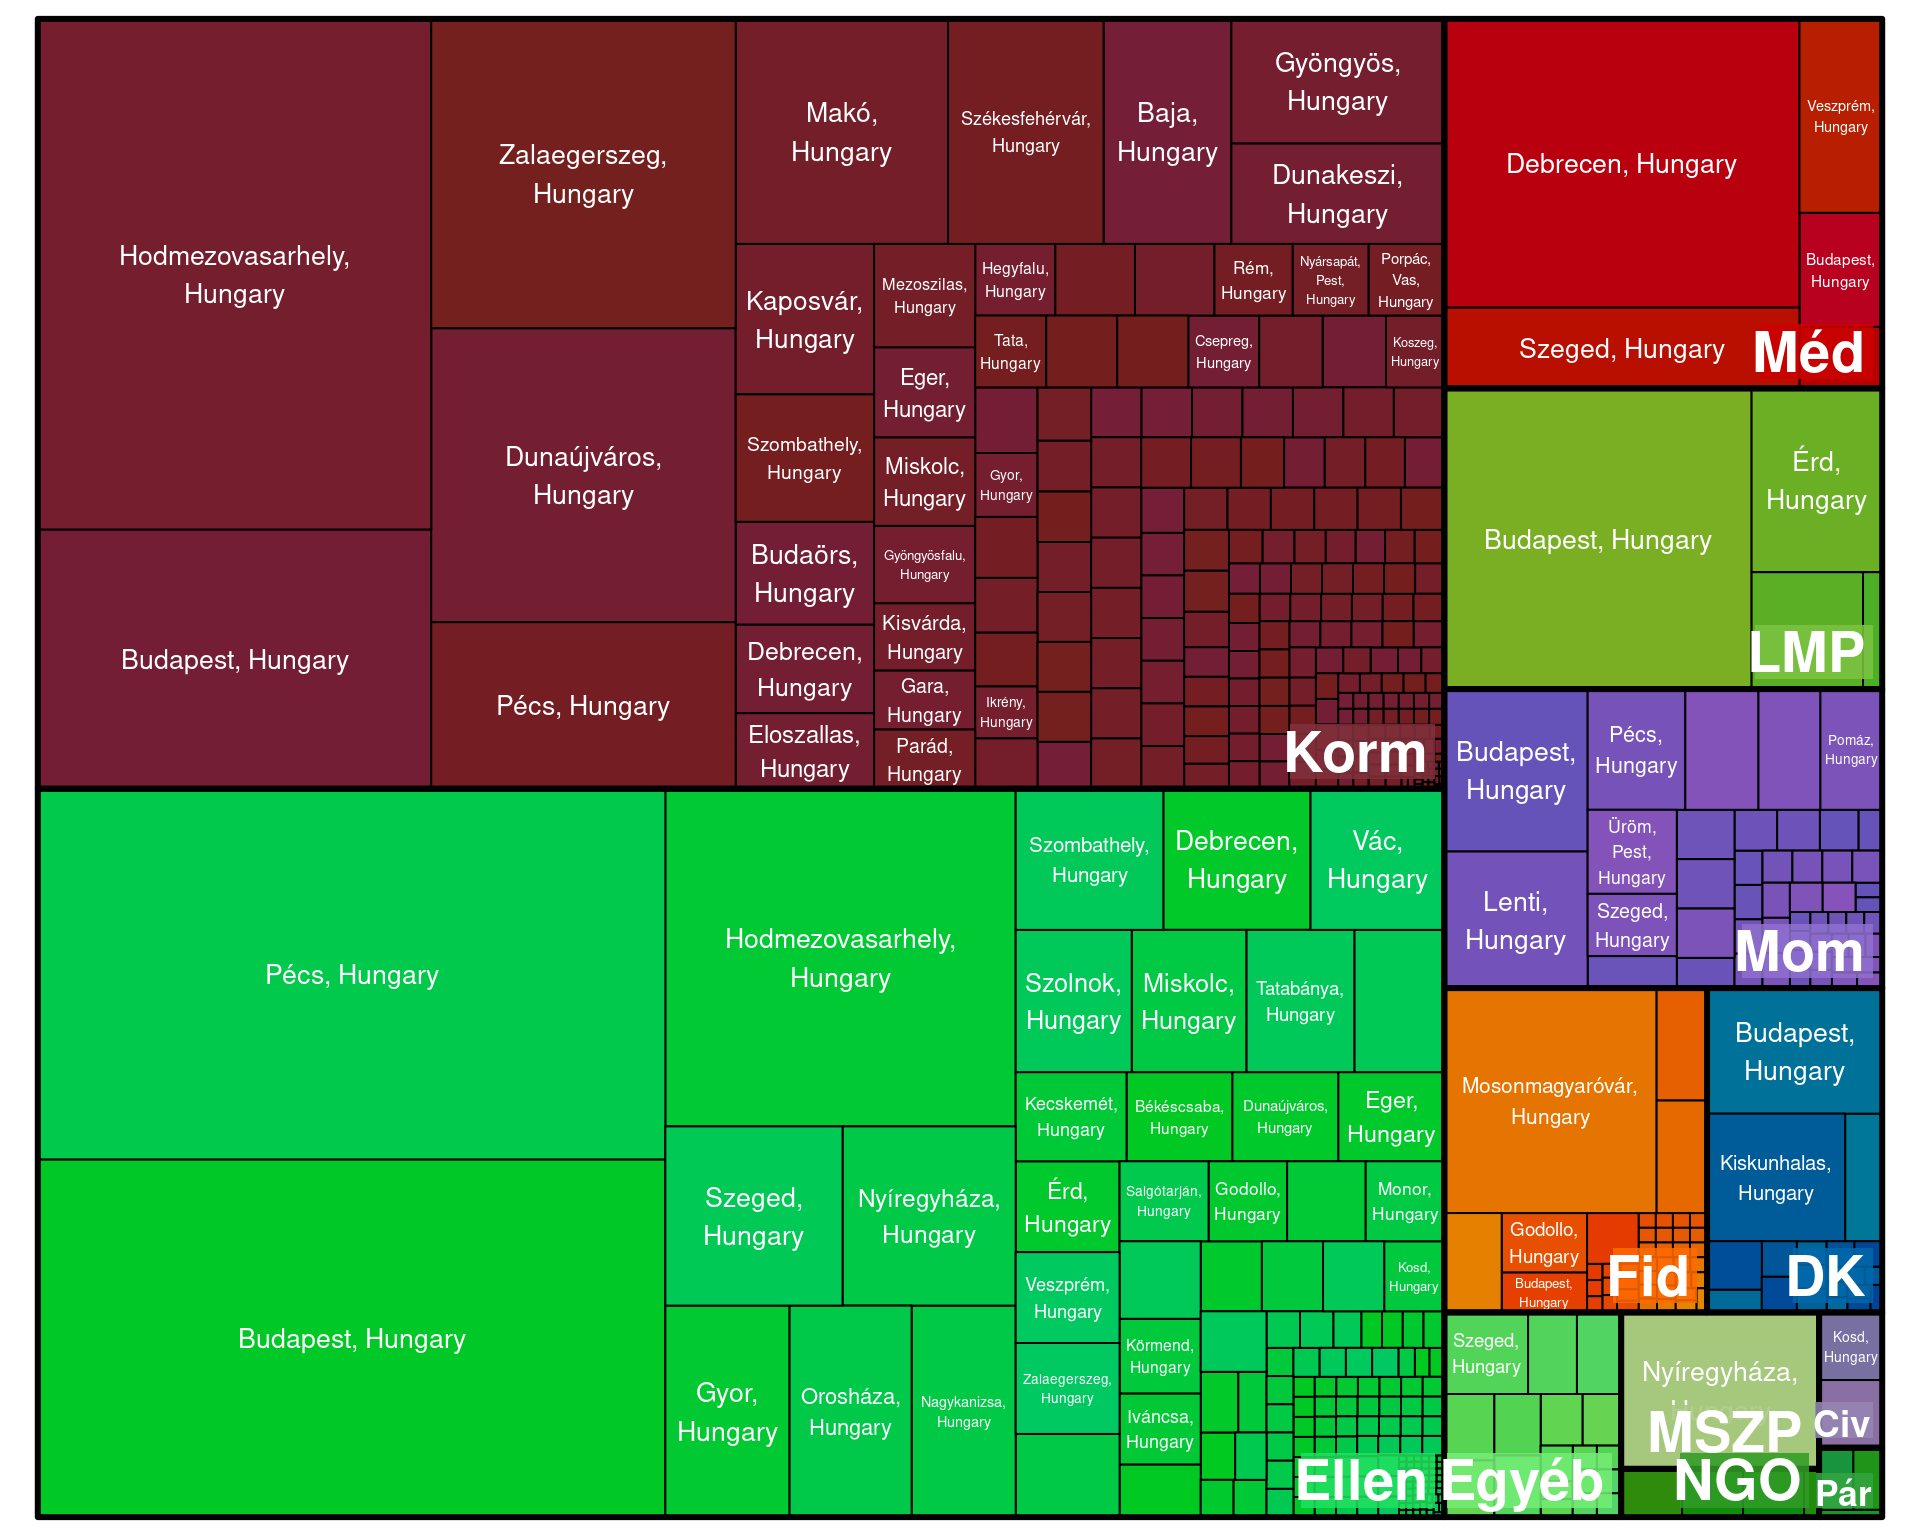 Hodmezovasarhely,
Hungary
Budapest, Hungary
Zalaegerszeg,
Hungary
Dunaújváros,
Hungary
Pécs, Hungary
Makó,
Hungary
Székesfehérvár,
Hungary
Baja,
Hungary
Gyöngyös,
Hungary
Dunakeszi,
Hungary
Kaposvár,
Hungary
Szombathely,
Hungary
Budaörs,
Hungary
Debrecen,
Hungary
Eloszallas,
Hungary
Mezoszilas,
Hungary
Eger,
Hungary
Miskolc,
Hungary
Gyöngyösfalu,
Hungary
Kisvárda,
Hungary
Gara,
Hungary
Parád,
Hungary
Hegyfalu,
Hungary
Rém,
Hungary
Nyársapát,
Pest,
Hungary
Porpác,
Vas,
Hungary
Tata,
Hungary
Csepreg,
Hungary
Koszeg,
Hungary
Gyor,
Hungary
Ikrény,
Hungary
Korm
Debrecen, Hungary
Veszprém,
Hungary
Budapest,
Hungary
Szeged, Hungary
Méd
Budapest, Hungary
Érd,
Hungary
LMP
Budapest,
Hungary
Lenti,
Hungary
Pécs,
Hungary
Pomáz,
Hungary
Üröm,
Pest,
Hungary
Szeged,
Hungary
Mom
Pécs, Hungary
Budapest, Hungary
Hodmezovasarhely,
Hungary
Szeged,
Hungary
Nyíregyháza,
Hungary
Gyor,
Hungary
Orosháza,
Hungary
Nagykanizsa,
Hungary
Szombathely,
Hungary
Debrecen,
Hungary
Vác,
Hungary
Szolnok,
Hungary
Miskolc,
Hungary
Tatabánya,
Hungary
Kecskemét,
Hungary
Békéscsaba,
Hungary
Dunaújváros,
Hungary
Eger,
Hungary
Érd,
Hungary
Salgótarján,
Hungary
Godollo,
Hungary
Monor,
Hungary
Veszprém,
Hungary
Kosd,
Hungary
Zalaegerszeg,
Hungary
Körmend,
Hungary
Iváncsa,
Hungary
Ellen
Mosonmagyaróvár,
Hungary
Godollo,
Hungary
Budapest,
Hungary
Fid
Budapest,
Hungary
Kiskunhalas,
Hungary
DK
Szeged,
Hungary
Egyéb
Nyíregyháza,
Hungary
MSZP
Kosd,
Hungary
Civ
NGO
Pár